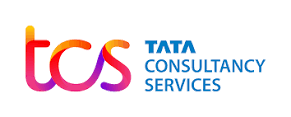 tcs
TATA
CONSULTANCY
SERVICES